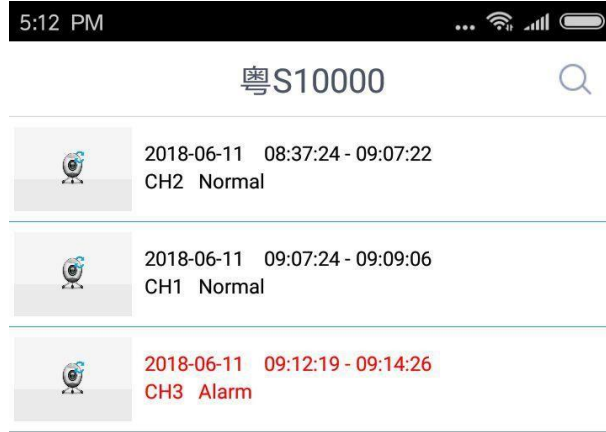 5:12 PM
粤S10000
2018-06-11 08:37:24 - 09:07:22
CH2 Normal
2018-06-11 09:07:24 - 09:09:06
CH1 Normal
2018-06-11 09:12:19 - 09:14:26
CH3 Alarm